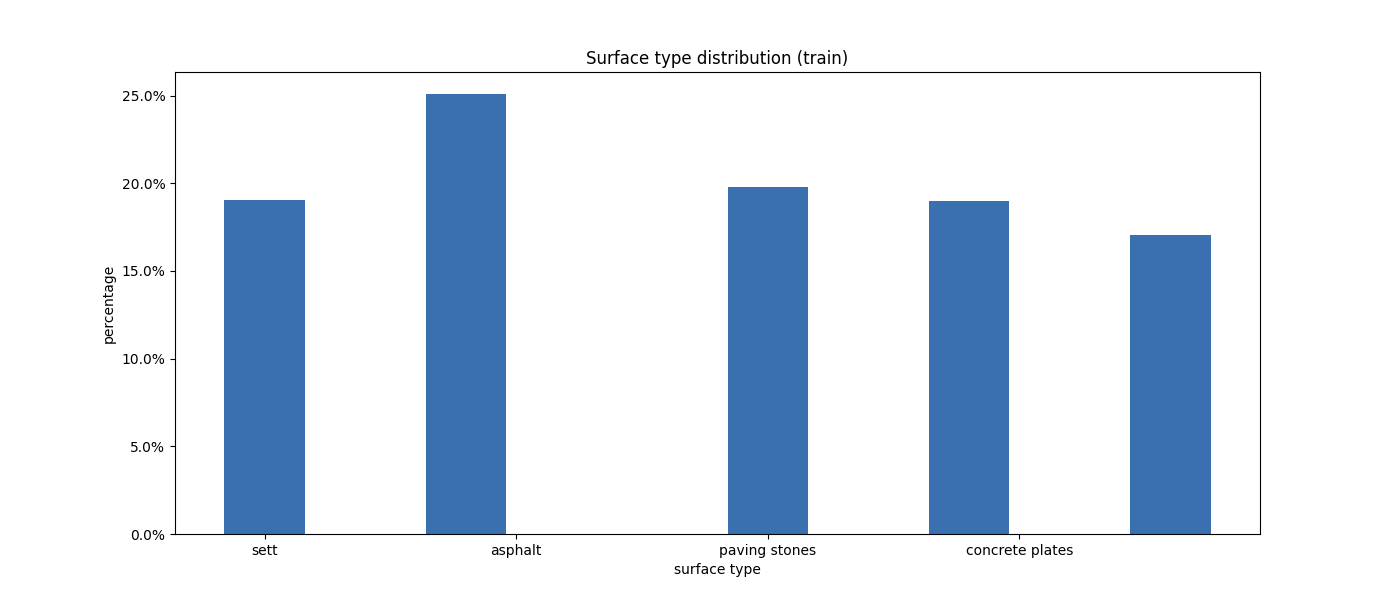 Surface type distribution (train)
25.0%
20.0%
15.0%
10.0%
5.0%
0.0%
percentage
sett asphalt paving stones concrete plates
surface type